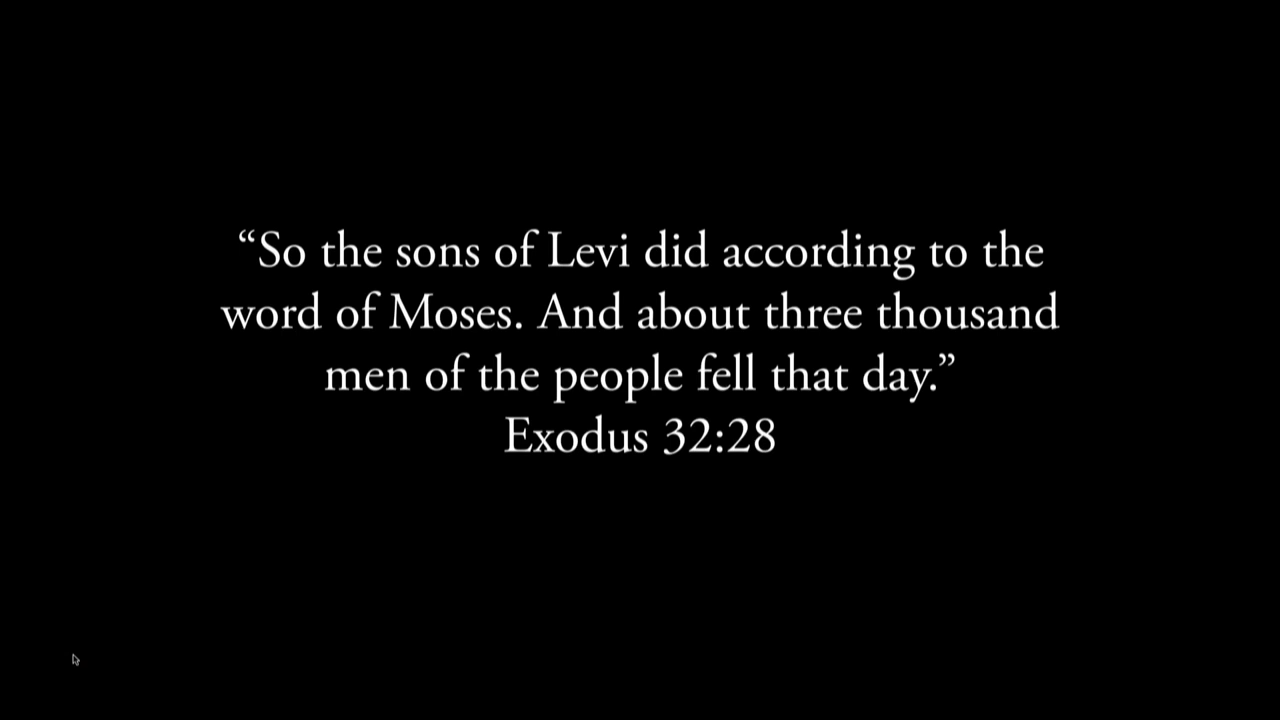 “So the sons of Levi did according to the
word of Moses. And about three thousand
men of the people fell that day.”
Exodus 32:28